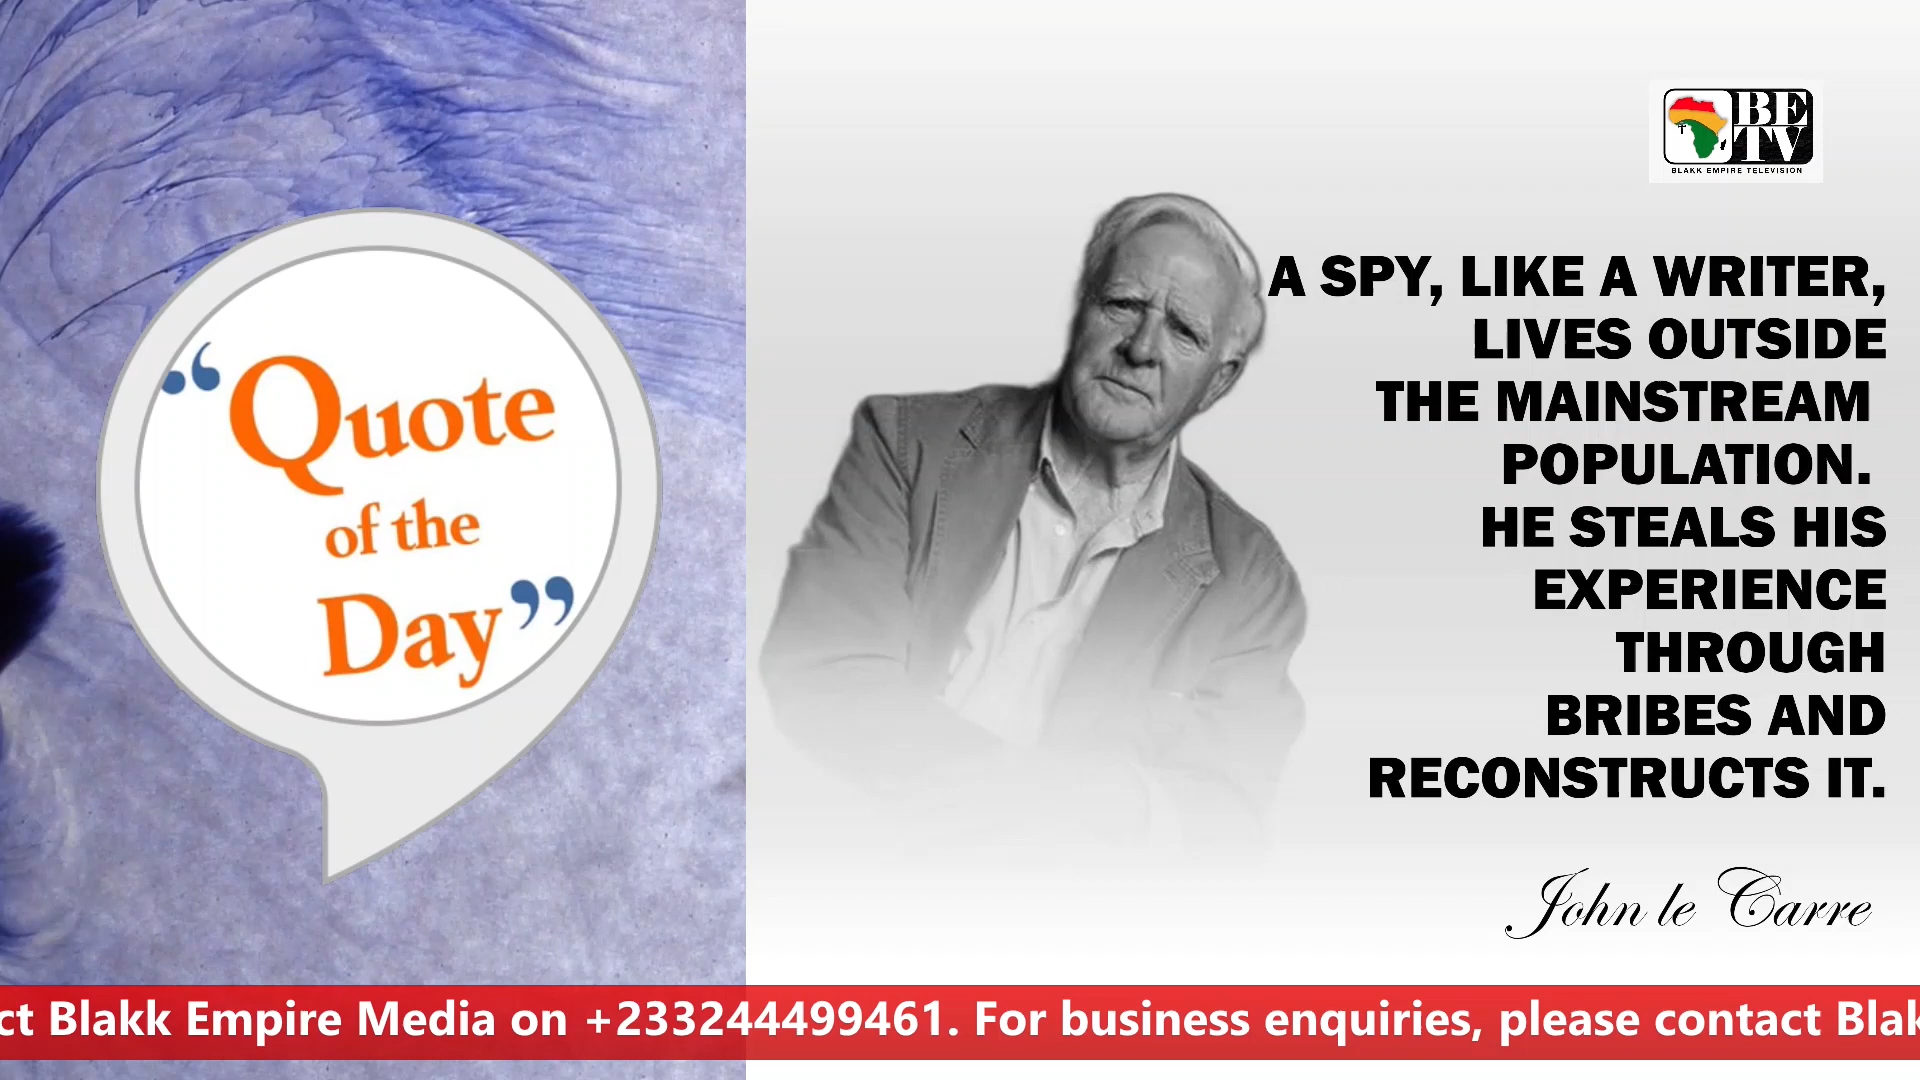 “Quote
of the
Day”
BE
TV
BLAKK EMPIRE TELEVISION
A SPY, LIKE A WRITER,
LIVES OUTSIDE
THE MAINSTREAM
POPULATION.
HE STEALS HIS
EXPERIENCE
THROUGH
BRIBES AND
RECONSTRUCTS IT.
John le Carre
ct Blakk Empire Media on +233244499461. For business enquiries, please contact Blak